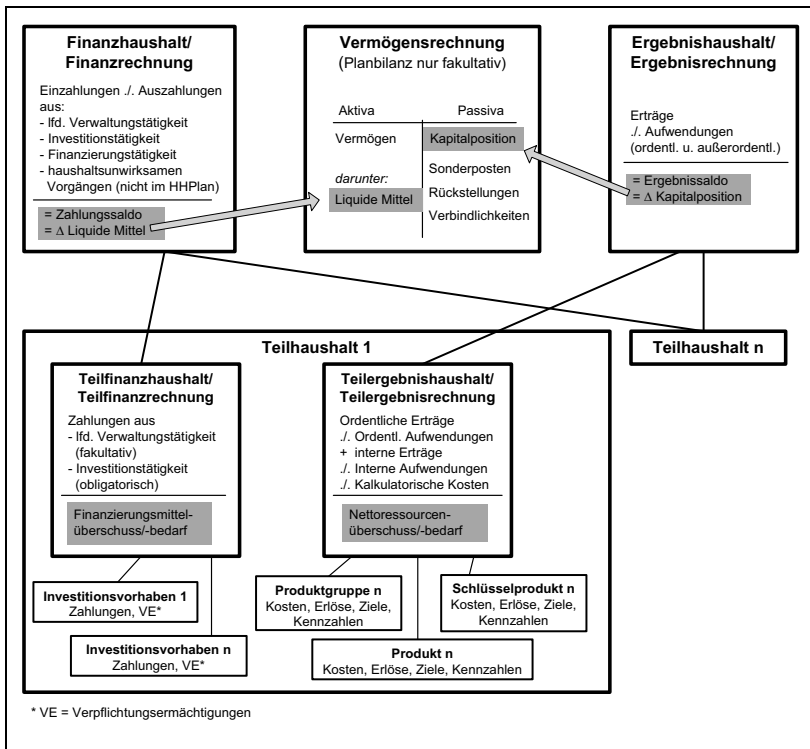 Finanzhaushalt/
Finanzrechnung
Einzahlungen ./. Auszahlungen
aus:
- lfd. Verwaltungstätigkeit
- Investitionstätigkeit
- Finanzierungstätigkeit
- haushaltsunwirksamen
Vorgängen (nicht im HHPlan)
= Zahlungssaldo
= Δ Liquide Mittel
Vermögensrechnung
(Planbilanz nur fakultativ)
Aktiva
Passiva
Vermögen
darunter:
Liquide Mittel
Kapitalposition
Sonderposten
Rückstellungen
Verbindlichkeiten
Ergebnishaushalt/
Ergebnisrechnung
Erträge
./. Aufwendungen
(ordentl. u. außerordentl.)
= Ergebnissaldo
= Δ Kapitalposition
Teilhaushalt 1
Teilhaushalt n
Teilfinanzhaushalt/
Teilfinanzrechnung
Zahlungen aus
- lfd. Verwaltungstätigkeit
(fakultativ)
- Investitionstätigkeit
(obligatorisch)
Finanzierungsmittel-
überschuss/-bedarf
Teilergebnishaushalt/
Teilergebnisrechnung
Ordentliche Erträge
./. Ordentl. Aufwendungen
+ interne Erträge
./. Interne Aufwendungen
./. Kalkulatorische Kosten
Nettoressourcen-
überschuss/-bedarf
Investitionsvorhaben 1
Zahlungen, VE*
Investitionsvorhaben n
Zahlungen, VE*
Produktgruppe n
Kosten, Erlöse, Ziele,
Kennzahlen
Schlüsselprodukt n
Kosten, Erlöse, Ziele,
Kennzahlen
Produkt n
Kosten, Erlöse, Ziele, Kennzahlen
* VE = Verpflichtungsermächtigungen